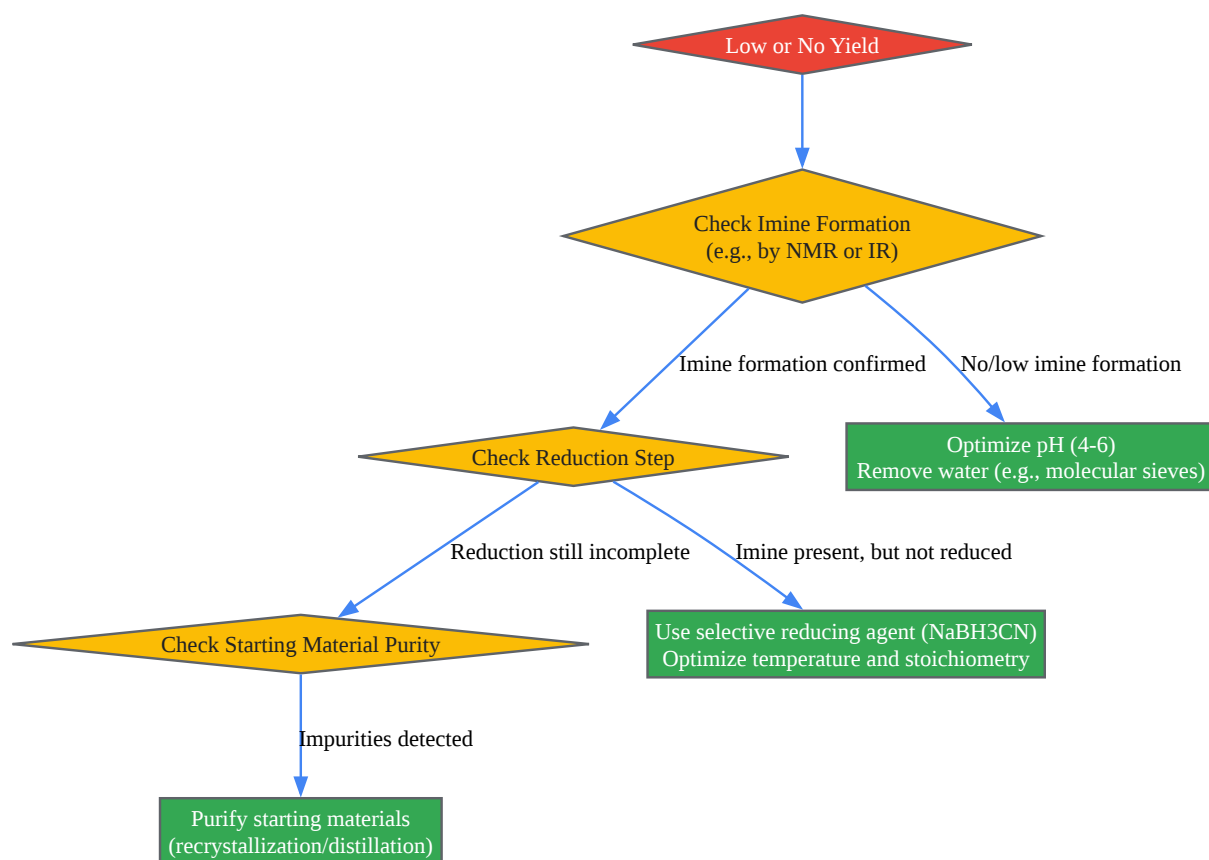 Low or No Yield
Check Imine Formation
(e.g., by NMR or IR)
Imine formation confirmed
No/low imine formation
Check Reduction Step
Optimize pH (4-6)
Remove water (e.g., molecular sieves)
Reduction still incomplete
Imine present, but not reduced
Check Starting Material Purity
Use selective reducing agent (NaBH3CN)
Optimize temperature and stoichiometry
Impurities detected
Purify starting materials
(recrystallization/distillation)